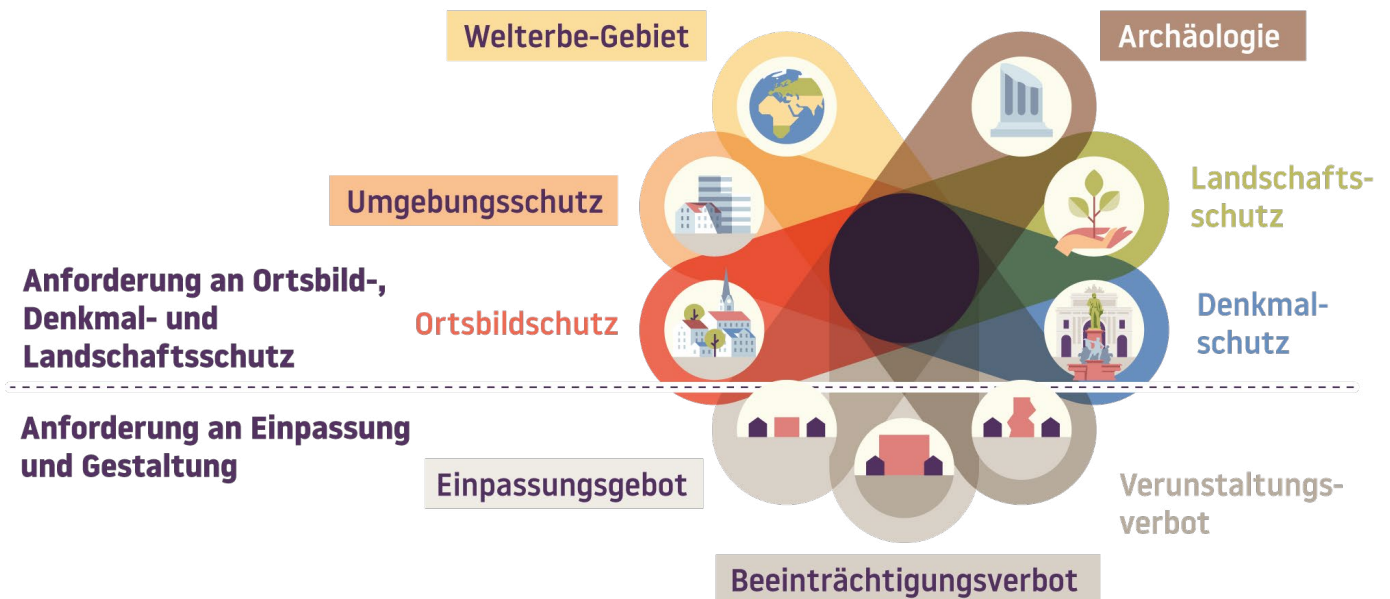 Welterbe-Gebiet
Archäologie
Umgebungsschutz
Landschafts-
schutz
Anforderung an Ortsbild-,
Denkmal- und
Landschaftsschutz
Ortsbildschutz
Denkmal-
schutz
Anforderung an Einpassung
und Gestaltung
Einpassungsgebot
Verunstaltungs-
verbot
Beeinträchtigungsverbot